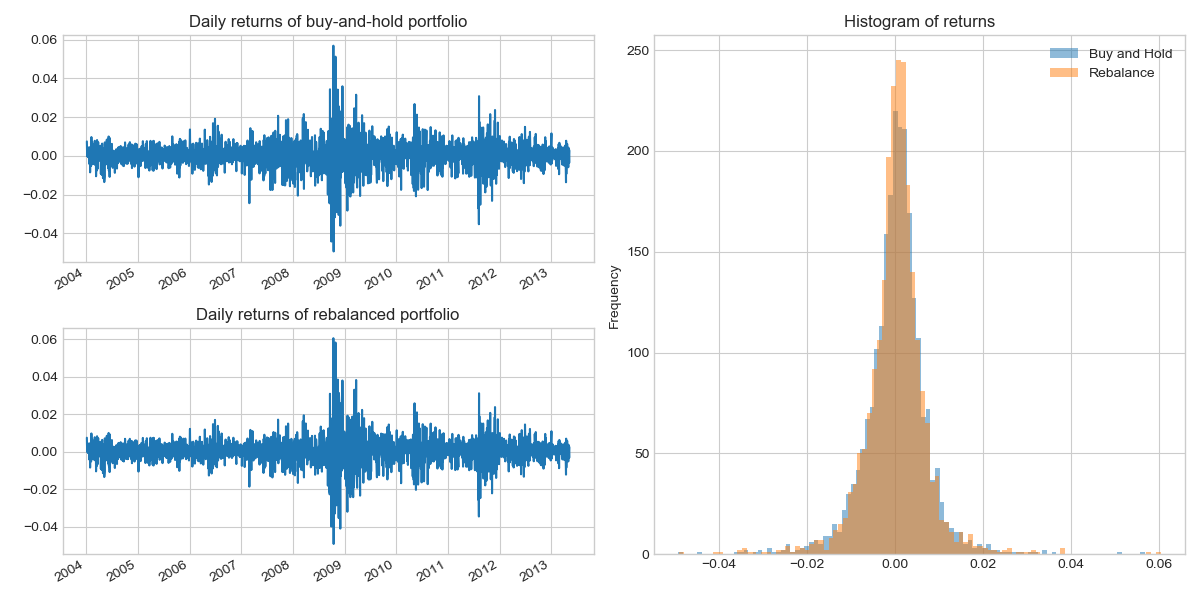 Daily returns of buy-and-hold portfolio
0.06
0.04
0.02
0.00
−0.02
−0.04
2004 2005 2006 2007 2008 2009 2010 2011 2012 2013
Daily returns of rebalanced portfolio
0.06
0.04
0.02
0.00
−0.02
−0.04
2004 2005 2006 2007 2008 2009 2010 2011 2012 2013
Histogram of returns
Buy and Hold
Rebalance
Frequency
250
200
150
100
50
0
−0.04 −0.02 0.00 0.02 0.04 0.06